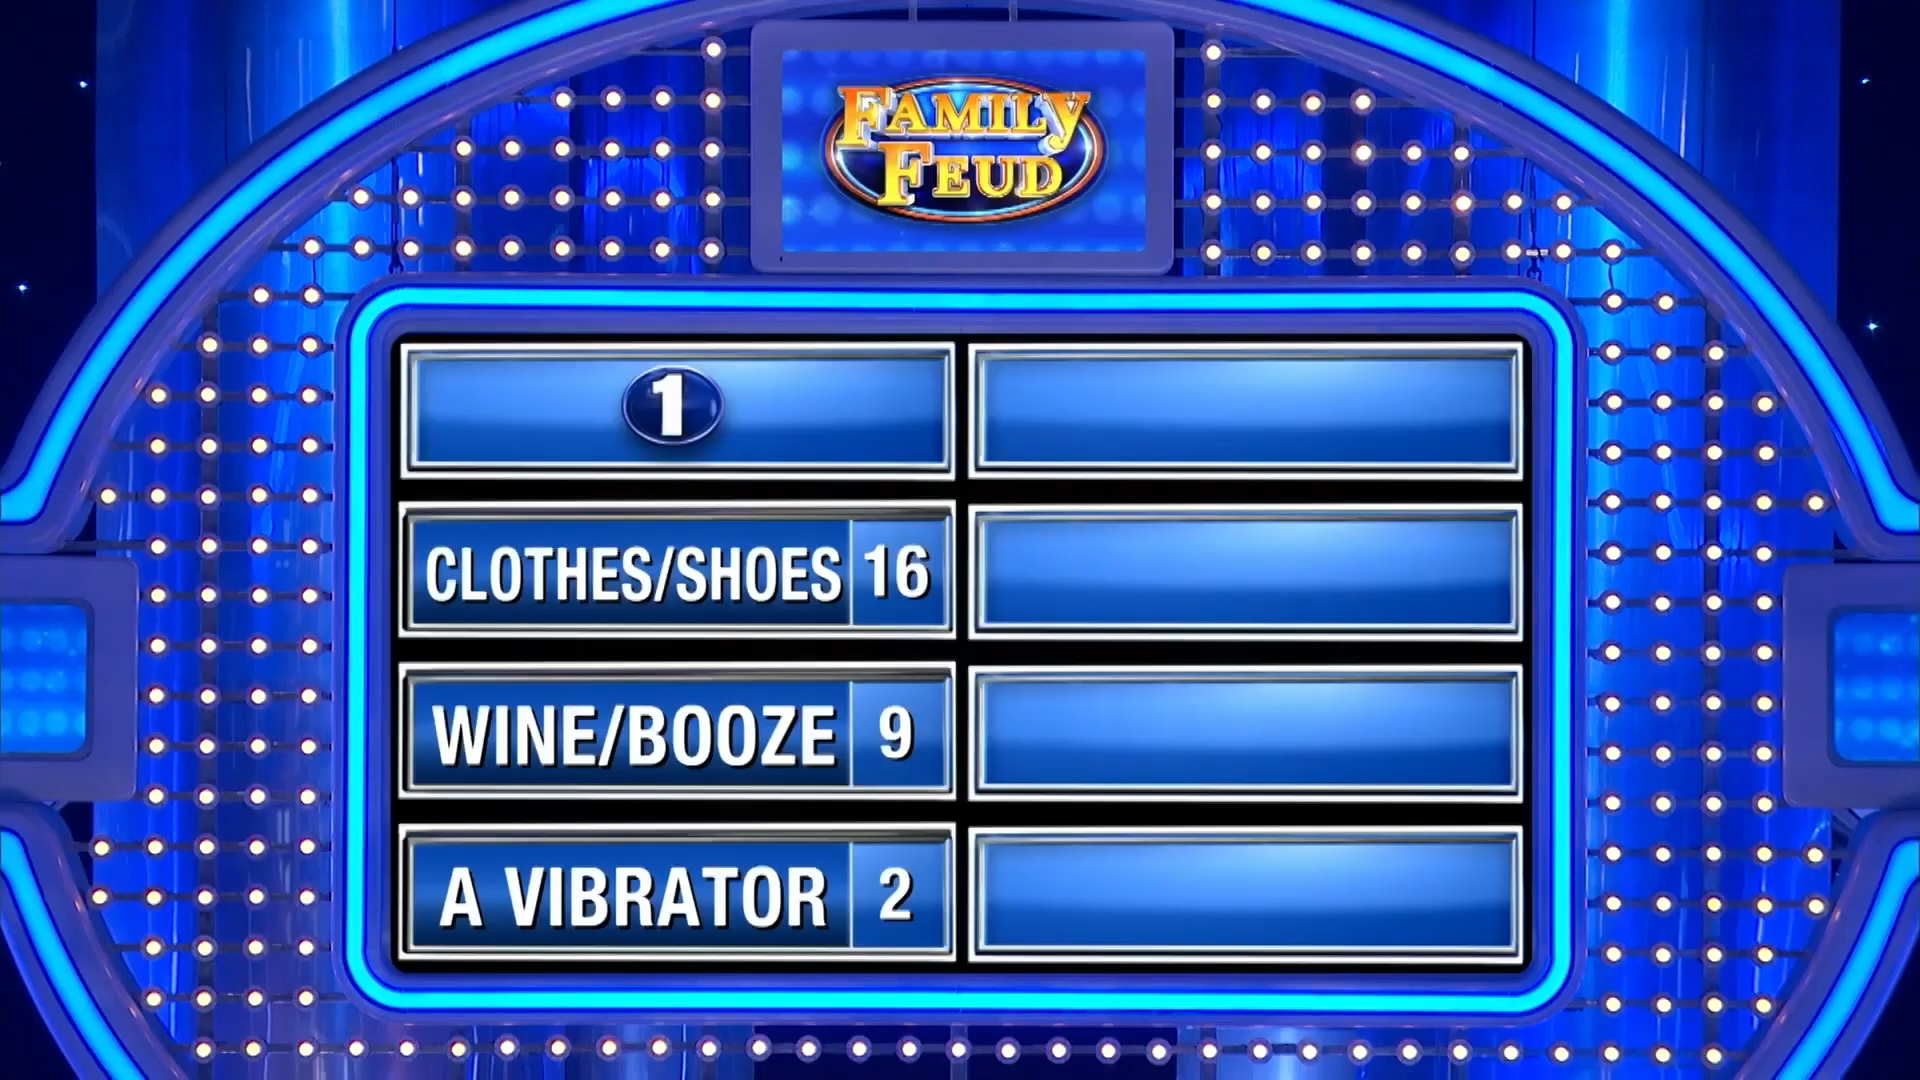 FAMILY
FEUD
1
CLOTHES/SHOES 16
WINE/BOOZE 9
A VIBRATOR 2